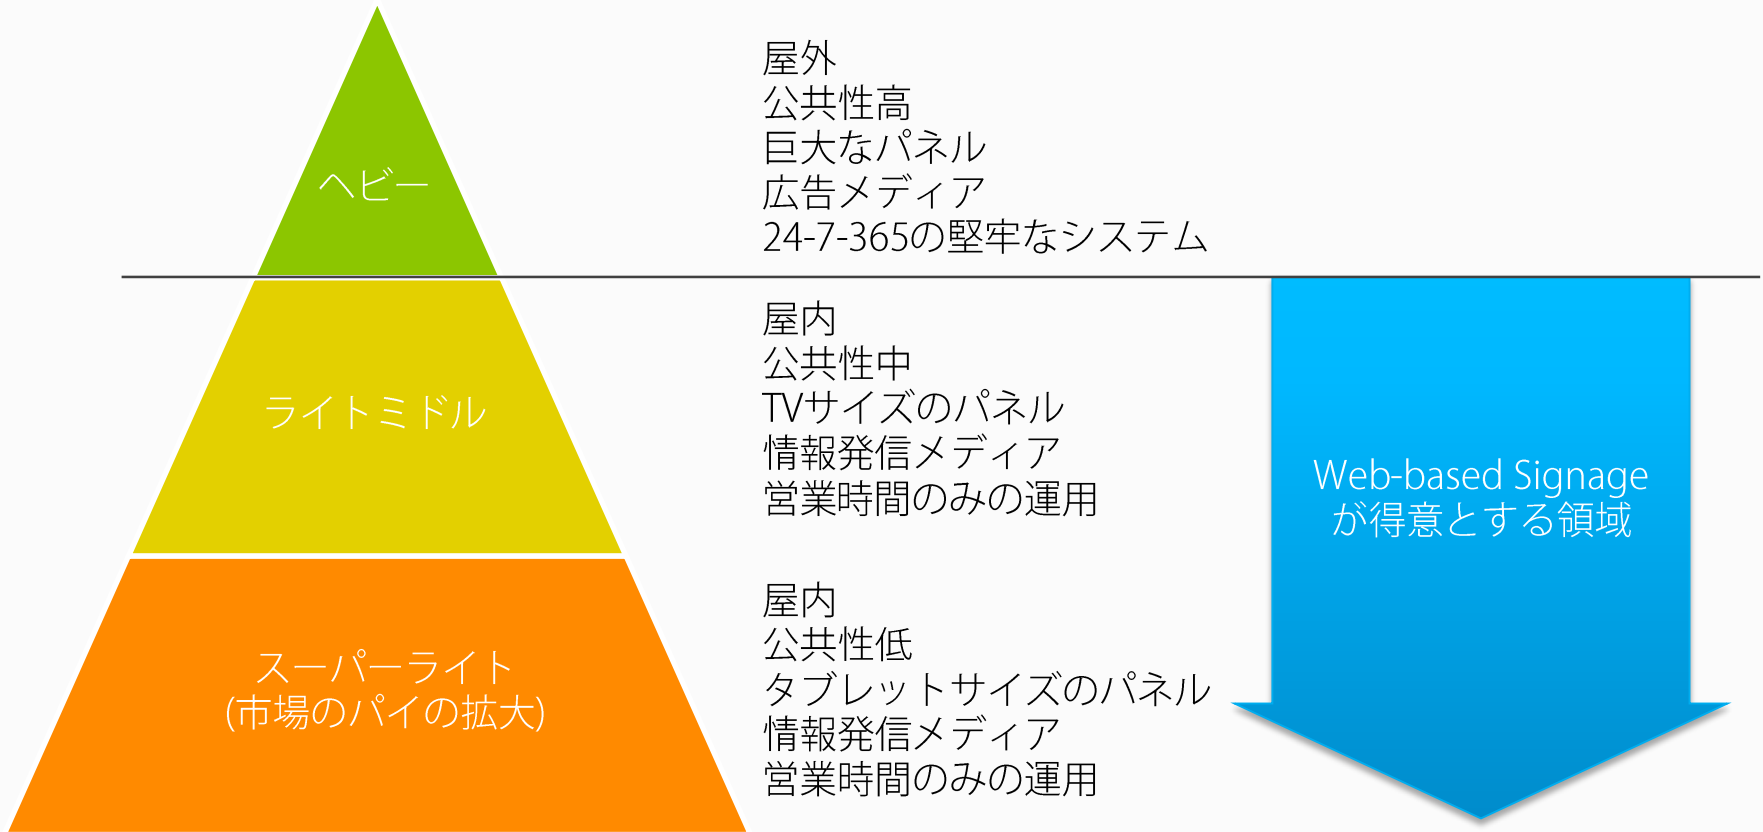 ヘビー
屋外
公共性高
巨大なパネル
広告メディア
24-7-365の堅牢なシステム
ライトミドル
屋内
公共性中
TVサイズのパネル
情報発信メディア
営業時間のみの運用
スーパーライト
(市場のパイの拡大)
屋内
公共性低
タブレットサイズのパネル
情報発信メディア
営業時間のみの運用
Web-based Signage
が得意とする領域